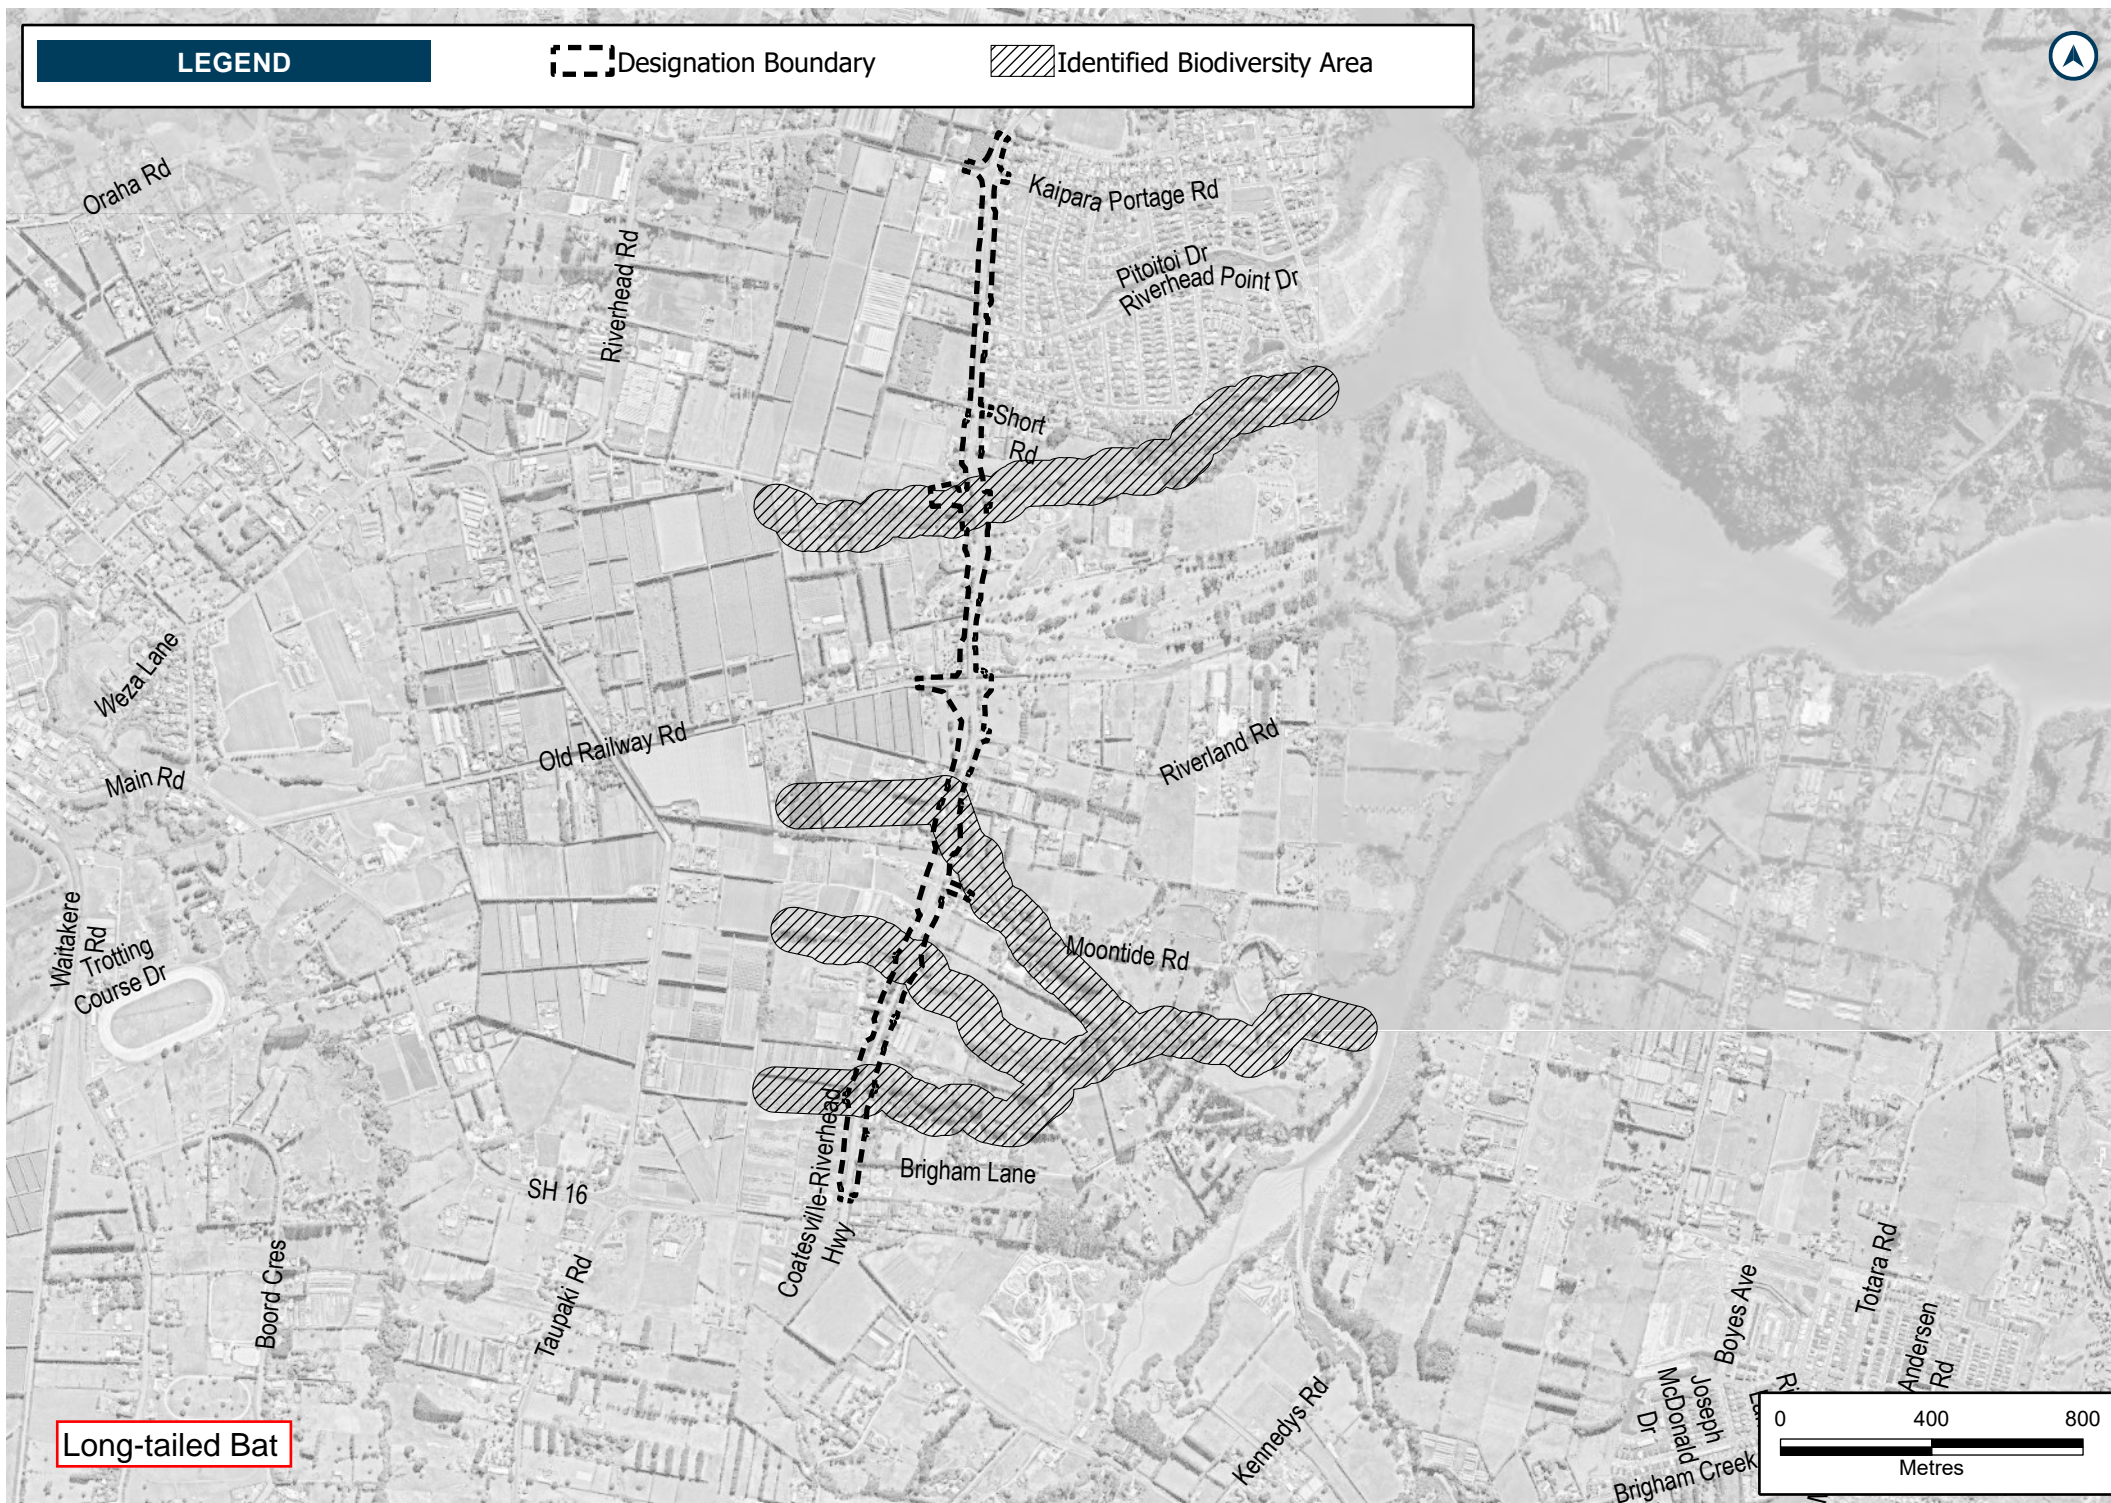 LEGEND
Designation Boundary
Identified Biodiversity Area
Oraha Rd
Kaipara Portage Rd
Riverhead Rd
Pitoitoi Dr
Riverhead Point Dr
Short
Rd
Weza Lane
Main Rd
Old Railway Rd
Riverland Rd
Waitakere
Rd
Trotting
Course Dr
Moontide Rd
Coatesville-Riverhead
Hwy
Brigham Lane
SH 16
Boord Cres
Taupaki Rd
Kennedys Rd
Totara Rd
Boyes Ave
Andersen
Rd
Joseph
McDonald
Dr
Brigham Creek
Long-tailed Bat
0 400 800
Metres